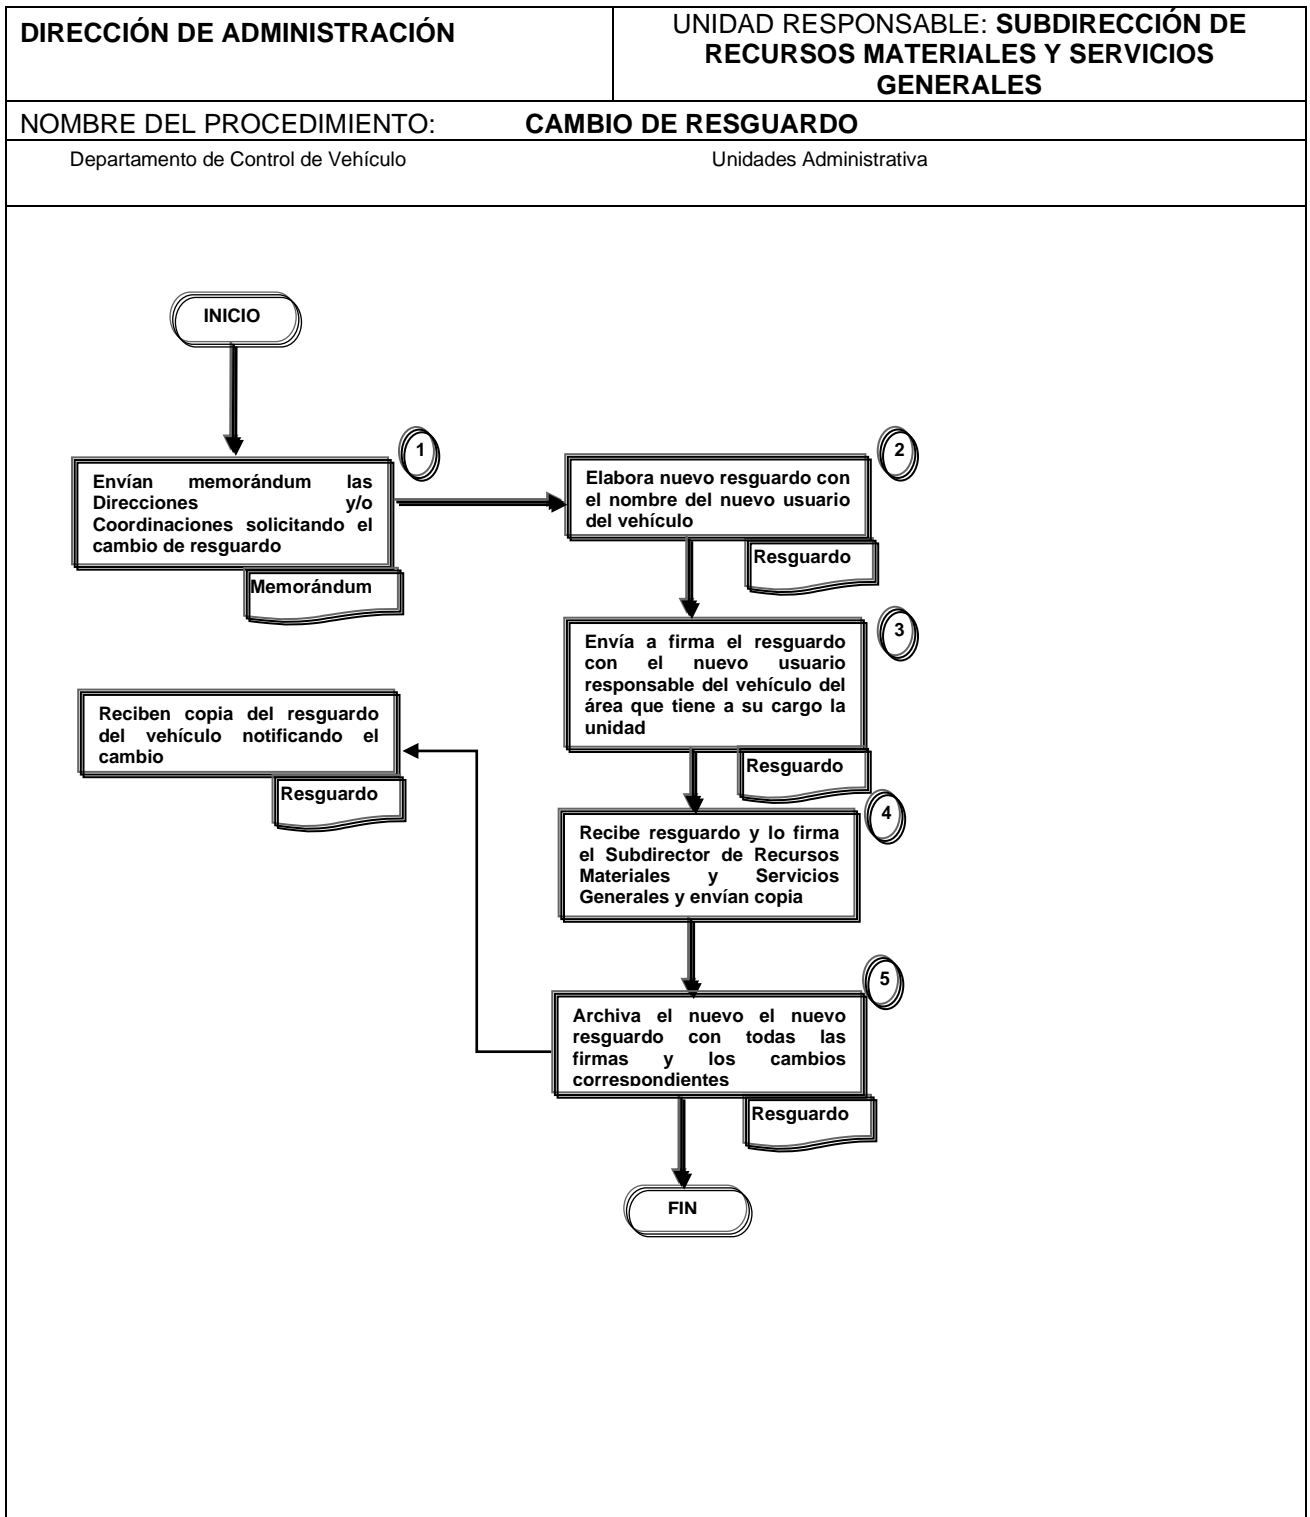 DIRECCIÓN DE ADMINISTRACIÓN
UNIDAD RESPONSABLE: SUBDIRECCIÓN DE
RECURSOS MATERIALES Y SERVICIOS
GENERALES
NOMBRE DEL PROCEDIMIENTO: CAMBIO DE RESGUARDO
Departamento de Control de Vehículo
Unidades Administrativa
INICIO
1
Envían memorándum las
Direcciones y/o
Coordinaciones solicitando el
cambio de resguardo
Memorándum
2
Elabora nuevo resguardo con
el nombre del nuevo usuario
del vehículo
Resguardo
3
Envía a firma el resguardo
con el nuevo usuario
responsable del vehículo del
área que tiene a su cargo la
unidad
Resguardo
Reciben copia del resguardo
del vehículo notificando el
cambio
Resguardo
4
Recibe resguardo y lo firma
el Subdirector de Recursos
Materiales y Servicios
Generales y envían copia
5
Archiva el nuevo el nuevo
resguardo con todas las
firmas y los cambios
correspondientes
Resguardo
FIN